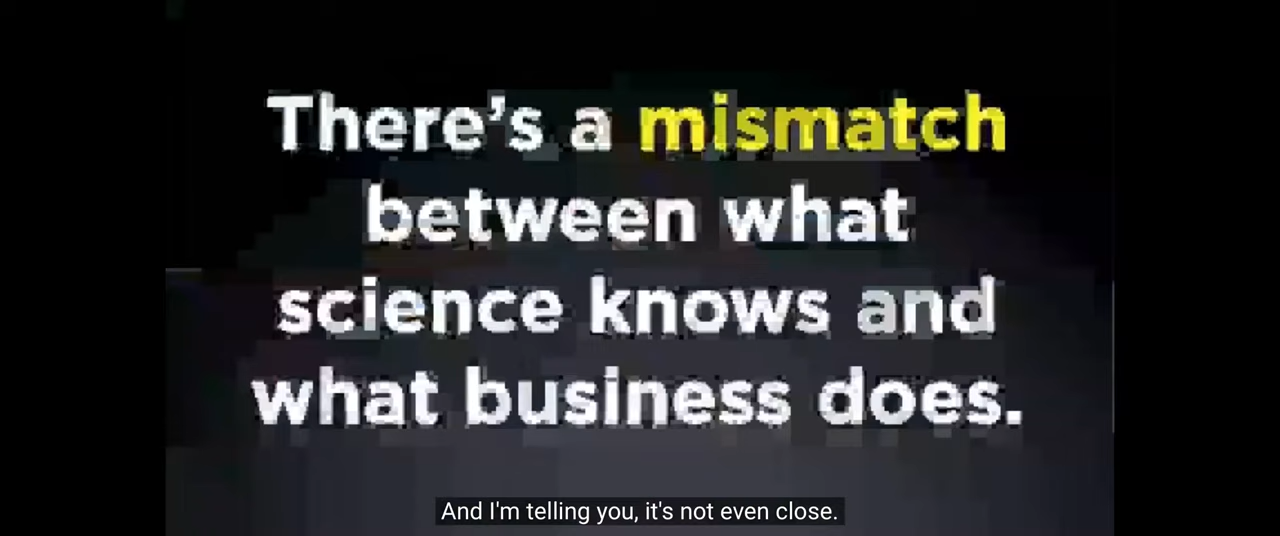 There’s a mismatch
between what
science knows and
what business does.
And I'm telling you, it's not even close.